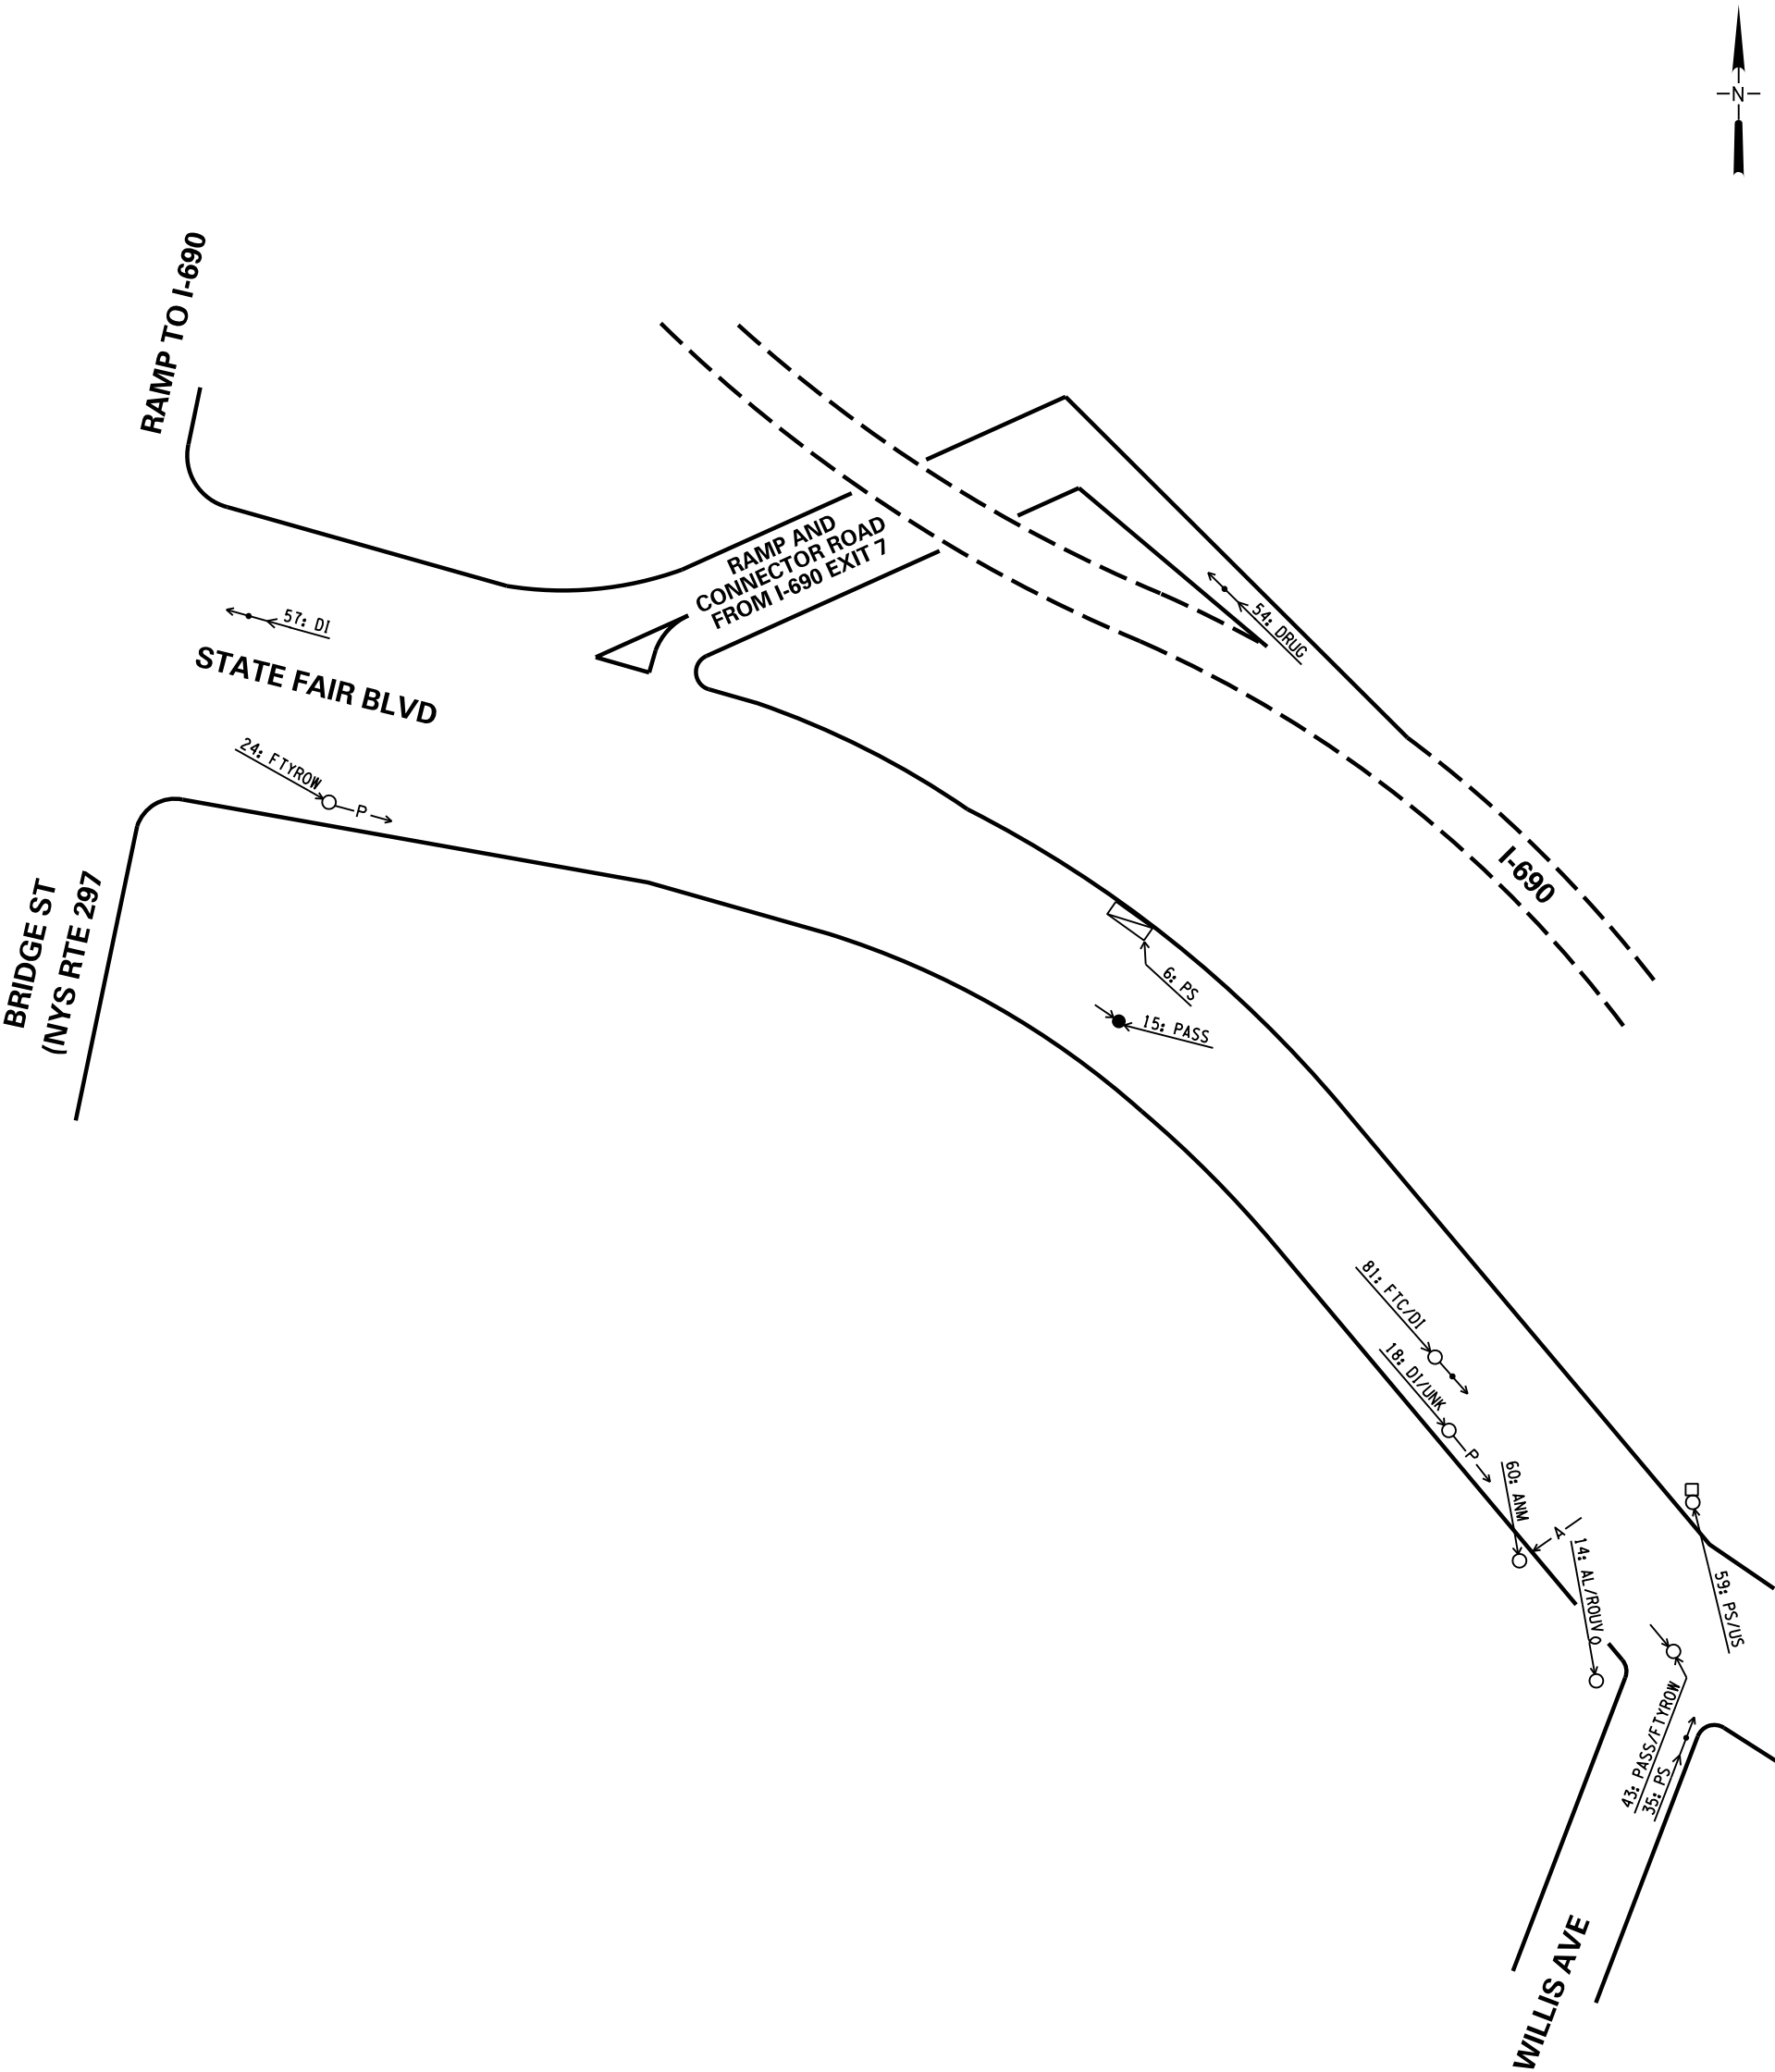 N
RAMP TO I-690
RAMP AND
CONNECTOR ROAD
FROM I-690 EXIT 7
54: DRUG
57: DI
STATE FAIR BLVD
24: FTYROW
P
I-690
BRIDGE ST
(NYS RTE 297
6: PS
15: PASS
81: FTC/DI
18: DI/UNK
P
60: ANM
A
14: AL/ROUV
59: PS/US
43: PASS/FTYROW
35: PS
WILLIS AVE